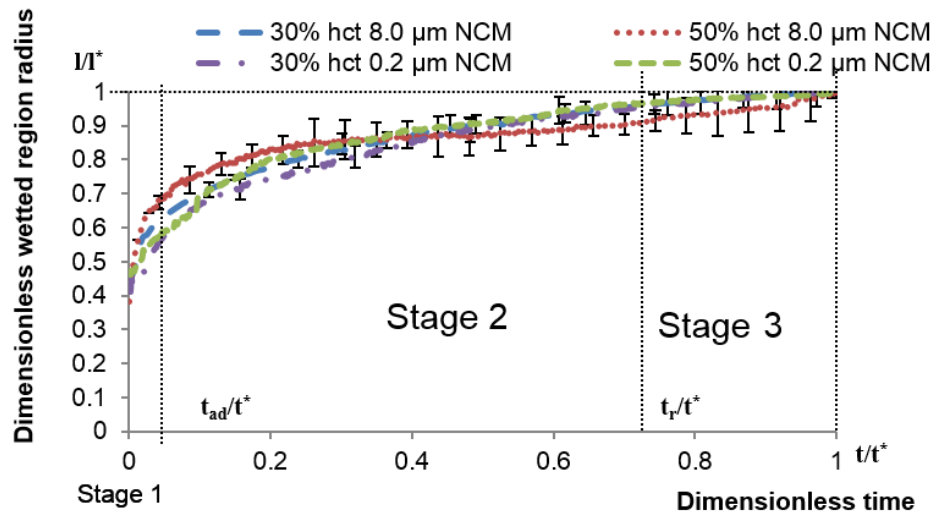 30% hct 8.0 µm NCM
50% hct 8.0 µm NCM
30% hct 0.2 µm NCM
50% hct 0.2 µm NCM
l/l*
Dimensionless wetted region radius
1
0.9
0.8
0.7
0.6
0.5
0.4
0.3
0.2
0.1
0
Stage 2
Stage 3
t_ad/t*
t_r/t*
0
0.2
0.4
0.6
0.8
1
t/t*
Stage 1
Dimensionless time